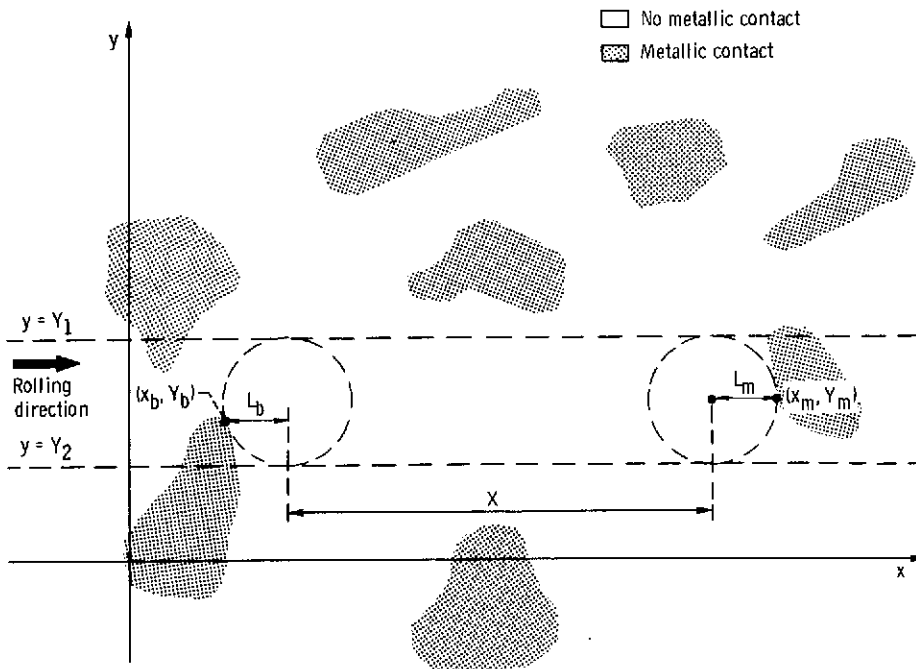 No metallic contact
Metallic contact
y
y = Y1
Rolling
direction
(xb, Yb)
Lb
Lm
(xm, Ym)
y = Y2
X
x